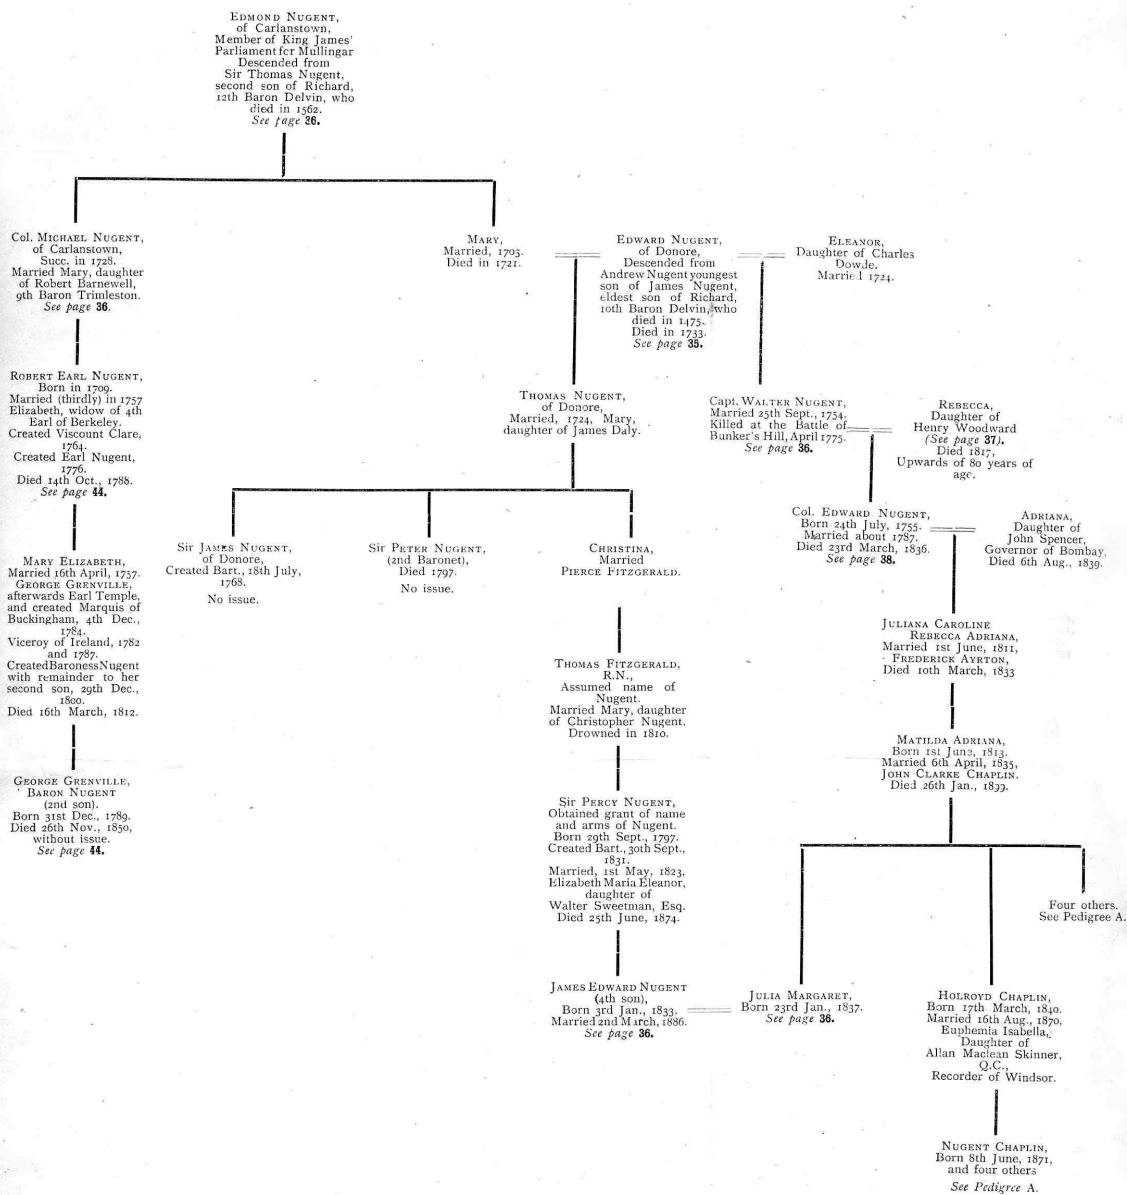 EDMOND NUGENT,
of Carlanstown,
Member of King James'
Parliament fcr Mullingar
Descended from
Sir Thomas Nugent,
second son of Richard,
12th Baron Delvin, who
died in 1562.
See page 36.
Col. MICHAEL NUGENT,
of Carlanstown,
Succ. in 1728.
Married Mary, daughter
of Robert Barnewell,
9th Baron Trimleston.
See page 36.
MARY,
Married, 1703.
Died in 1721.
EDWARD NUGENT,
of Donore,
Descended from
Andrew Nugent youngest
son of James Nugent,
eldest son of Richard,
10th Baron Delvin, who
died in 1475.
Died in 1733.
See page 35.
ELEANOR,
Daughter of Charles
Dowde.
Married 1724.
ROBERT EARL NUGENT,
Born in 1709.
Married (thirdly) in 1757
Elizabeth, widow of 4th
Earl of Berkeley.
Created Viscount Clare,
1764.
Created Earl Nugent,
1776.
Died 14th Oct., 1788.
See page 44.
THOMAS NUGENT,
of Donore,
Married, 1724, Mary,
daughter of James Daly.
Capt. WALTER NUGENT,
Married 25th Sept., 1754.
Killed at the Battle of
Bunker's Hill, April 1775.
See page 36.
REBECCA,
Daughter of
Henry Woodward
(See page 37).
Died 1817,
Upwards of 80 years of
age.
MARY ELIZABETH,
Married 16th April, 1757.
GEORGE GRENVILLE,
afterwards Earl Temple,
and created Marquis of
Buckingham, 4th Dec.,
1784.
Viceroy of Ireland, 1782
and 1787.
Created Baroness Nugent
with remainder to her
second son, 29th Dec.,
1800.
Died 16th March, 1812.
Sir JAMES NUGENT,
of Donore,
Created Bart., 18th July,
1768.
No issue.
Sir PETER NUGENT,
(2nd Baronet),
Died 1797.
No issue.
CHRISTINA,
Married
PIERCE FITZGERALD.
Col. EDWARD NUGENT,
Born 24th July, 1755.
Married about 1787.
Died 23rd March, 1836.
See page 38.
ADRIANA,
Daughter of
John Spencer,
Governor of Bombay,
Died 6th Aug., 1839.
JULIANA CAROLINE
REBECCA ADRIANA,
Married 1st June, 1811,
FREDERICK AYRTON,
Died 10th March, 1833
THOMAS FITZGERALD,
R.N.,
Assumed name of
Nugent.
Married Mary, daughter
of Christopher Nugent.
Drowned in 1810.
MATILDA ADRIANA,
Born 1st June, 1813.
Married 6th April, 1835,
JOHN CLARKE CHAPLIN.
Died 26th Jan., 1899.
GEORGE GRENVILLE,
BARON NUGENT
(2nd son).
Born 31st Dec., 1789.
Died 26th Nov., 1850,
without issue.
See page 44.
Sir PERCY NUGENT,
Obtained grant of name
and arms of Nugent.
Born 29th Sept., 1797.
Created Bart., 30th Sept.,
1831.
Married, 1st May, 1823,
Elizabeth Maria Eleanor,
daughter of
Walter Sweetman, Esq.
Died 25th June, 1874.
Four others.
See Pedigree A.
JAMES EDWARD NUGENT
(4th son),
Born 3rd Jan., 1833.
Married 2nd March, 1886.
See page 36.
JULIA MARGARET,
Born 23rd Jan., 1837.
See page 36.
HOLROYD CHAPLIN,
Born 17th March, 1840.
Married 16th Aug., 1870,
Euphemia Isabella,
Daughter of
Allan Maclean Skinner,
Q.C.,
Recorder of Windsor.
NUGENT CHAPLIN,
Born 8th June, 1871,
and four others
See Pedigree A.